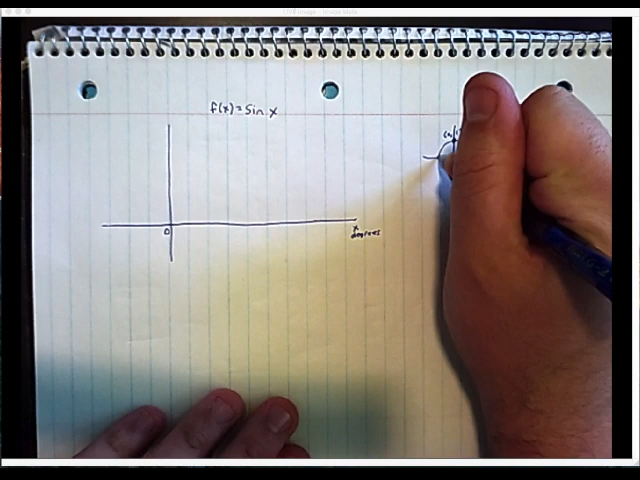 f(x) = Sin x
0
x
degrees